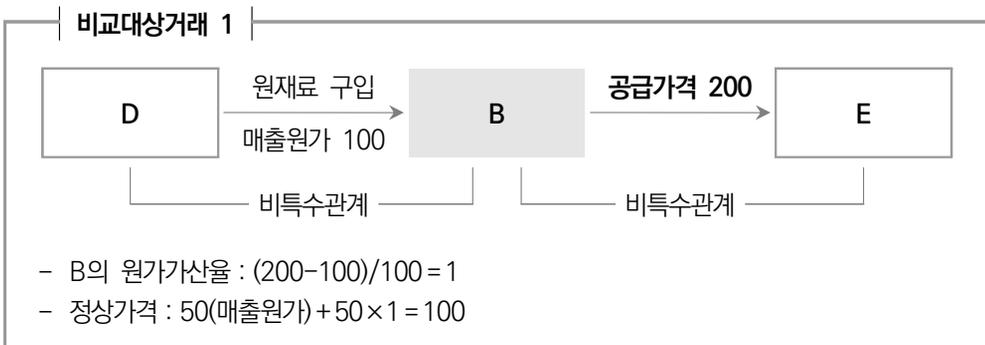 비교대상거래 1
원재료 구입
공급가격 200
D
B
E
매출원가 100
비특수관계
비특수관계
- B의 원가가산율 : (200-100)/100=1
- 정상가격 : 50(매출원가)+50×1=100